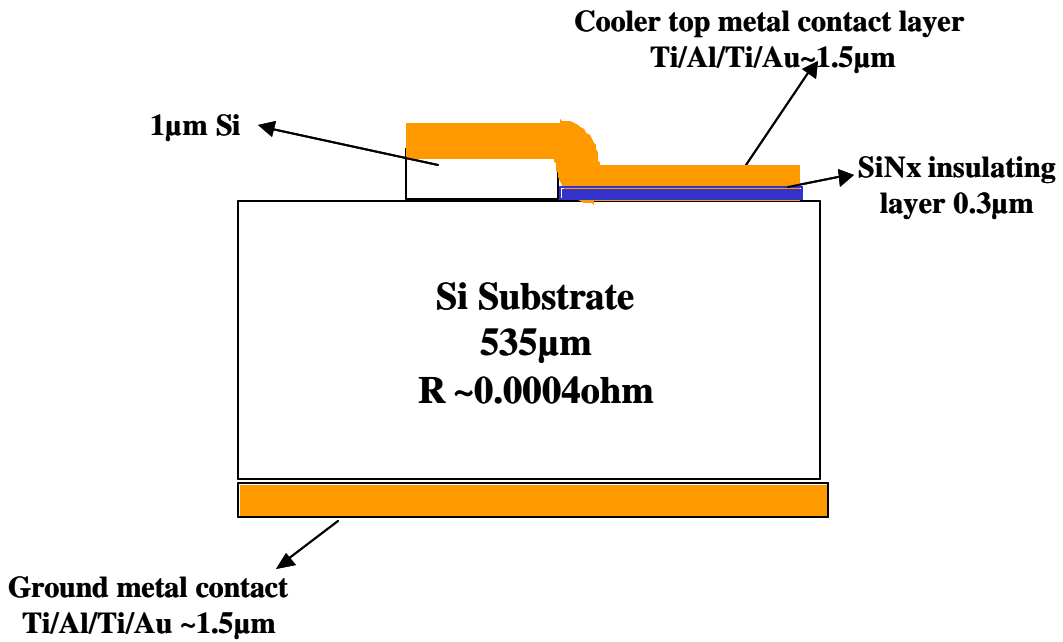 Cooler top metal contact layer
Ti/Al/Ti/Au~1.5μm
1μm Si
SiNx insulating
layer 0.3μm
Si Substrate
535μm
R ~0.0004ohm
Ground metal contact
Ti/Al/Ti/Au ~1.5μm